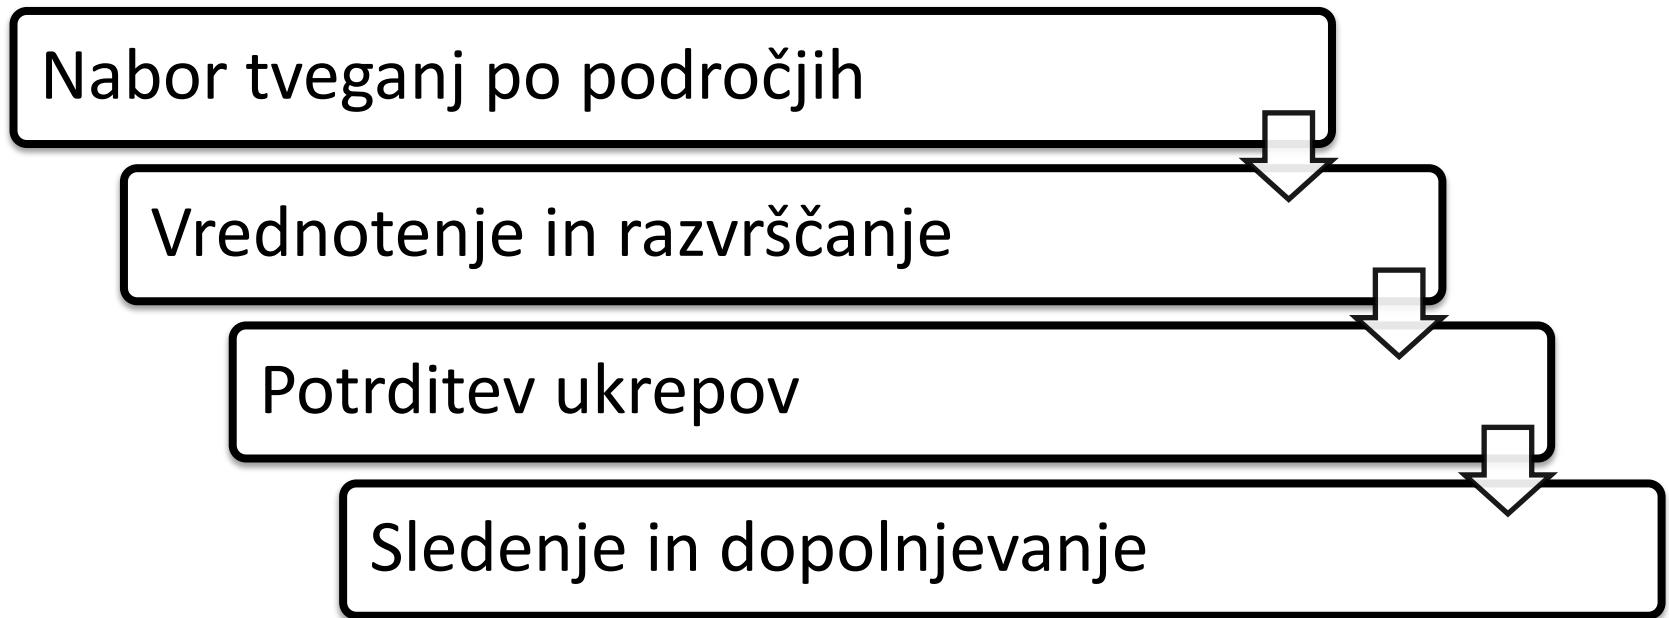 Nabor tveganj po področjih
Vrednotenje in razvrščanje
Potrditev ukrepov
Sledenje in dopolnjevanje